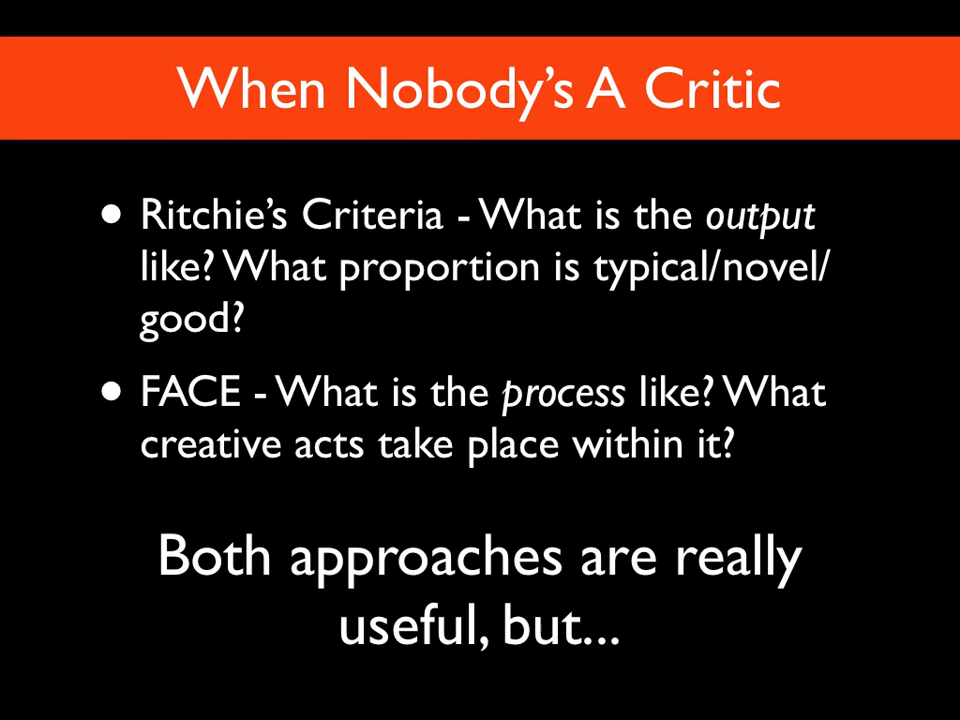 When Nobody's A Critic
• Ritchie's Criteria - What is the output
like? What proportion is typical/novel/
good?
• FACE - What is the process like? What
creative acts take place within it?
Both approaches are really
useful, but...